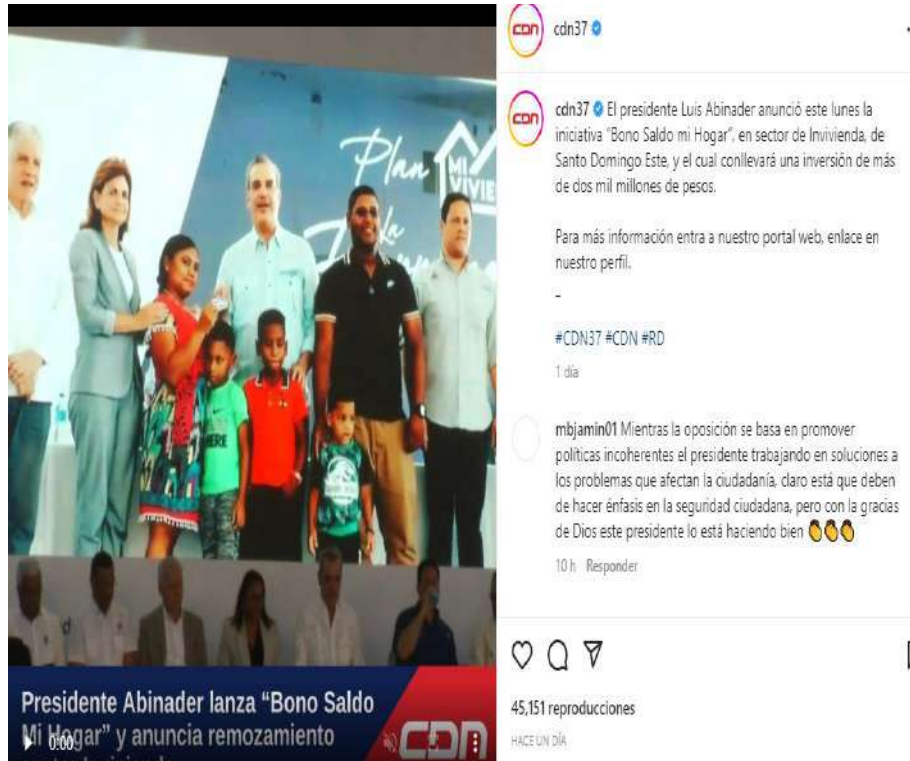 Plan
MI
VIVIE
La
Presidente Abinader lanza “Bono Saldo
Mi Hogar” y anuncia remozamiento
0:00
CDN
CDN
cdn37
CDN
cdn37 El presidente Luis Abinader anunció este lunes la
iniciativa “Bono Saldo mi Hogar”, en sector de Invivienda, de
Santo Domingo Este, y el cual conllevará una inversión de más
de dos mil millones de pesos.
Para más información entra a nuestro portal web, enlace en
nuestro perfil.
–
#CDN37 #CDN #RD
1 día
mbjamin01 Mientras la oposición se basa en promover
políticas incoherentes el presidente trabajando en soluciones a
los problemas que afectan la ciudadanía, claro está que deben
de hacer énfasis en la seguridad ciudadana, pero con la gracias
de Dios este presidente lo está haciendo bien 👏👏👏
10 h Responder
45,151 reproducciones
HACE UN DÍA